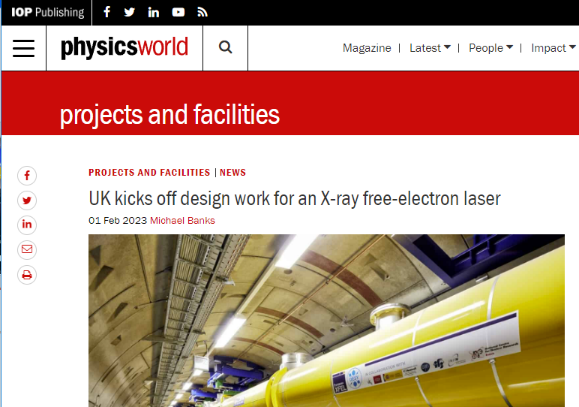 IOP Publishing
physicsworld
Magazine | Latest | People | Impact
projects and facilities
PROJECTS AND FACILITIES | NEWS
UK kicks off design work for an X-ray free-electron laser
01 Feb 2023 Michael Banks